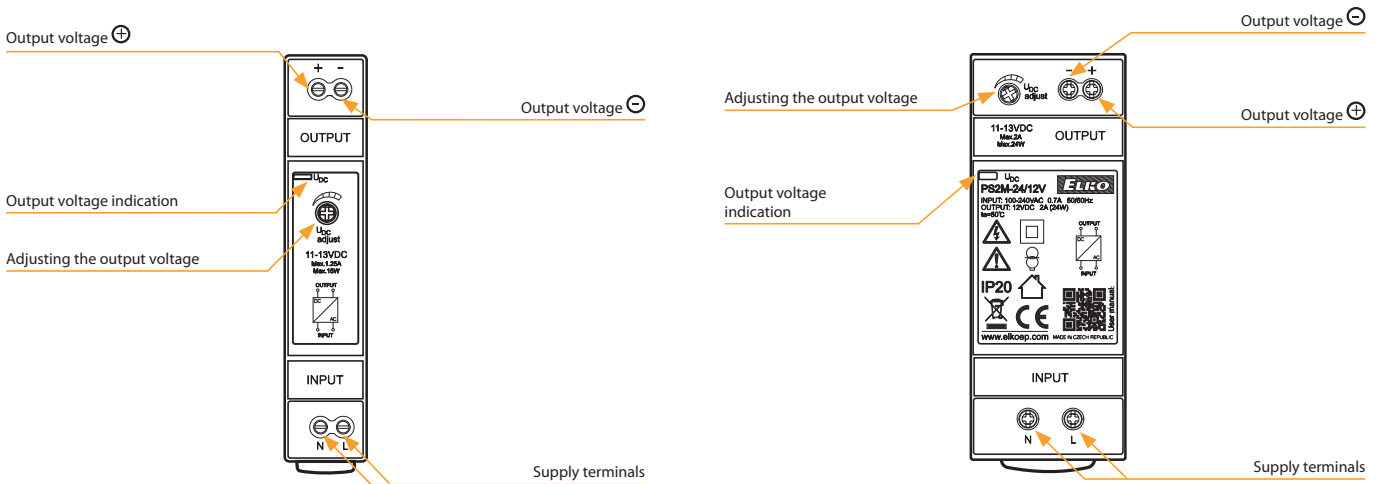 Output voltage ⊕
+ -
Output voltage ⊖
OUTPUT
UDC
Output voltage indication
UDC
adjust
Adjusting the output voltage
11-13VDC
Max.1.25A
Max.15W
OUTPUT
DC
AC
INPUT
INPUT
N L
Supply terminals
Output voltage ⊖
- +
Adjusting the output voltage
UDC
adjust
Output voltage ⊕
11-13VDC
Max.2A
Max.24W
OUTPUT
Output voltage
indication
UDC
PS2M-24/12V
ELKO
INPUT: 100-240VAC 0.7A 50/60Hz
OUTPUT: 12VDC 2A (24W)
ta=60°C
OUTPUT
DC
AC
INPUT
IP20
CE
User manual:
www.elkoep.com MADE IN CZECH REPUBLIC
INPUT
N L
Supply terminals